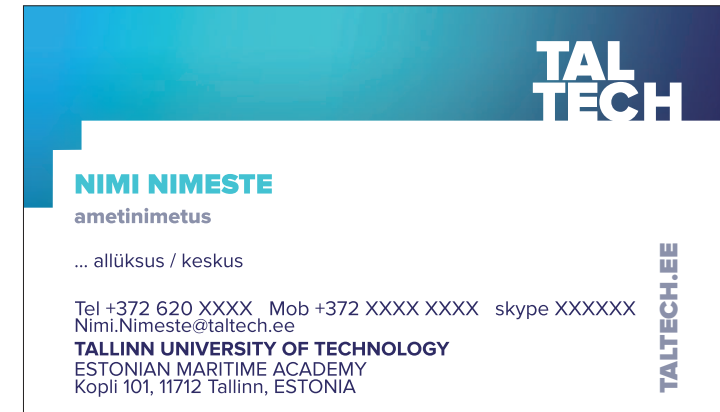 TAL
TECH
NIMI NIMESTE
ametinimetus
... allüksus / keskus
Tel +372 620 XXXX   Mob +372 XXXX XXXX   skype XXXXXX
Nimi.Nimeste@taltech.ee
TALLINN UNIVERSITY OF TECHNOLOGY
ESTONIAN MARITIME ACADEMY
Kopli 101, 11712 Tallinn, ESTONIA
TALTECH.EE